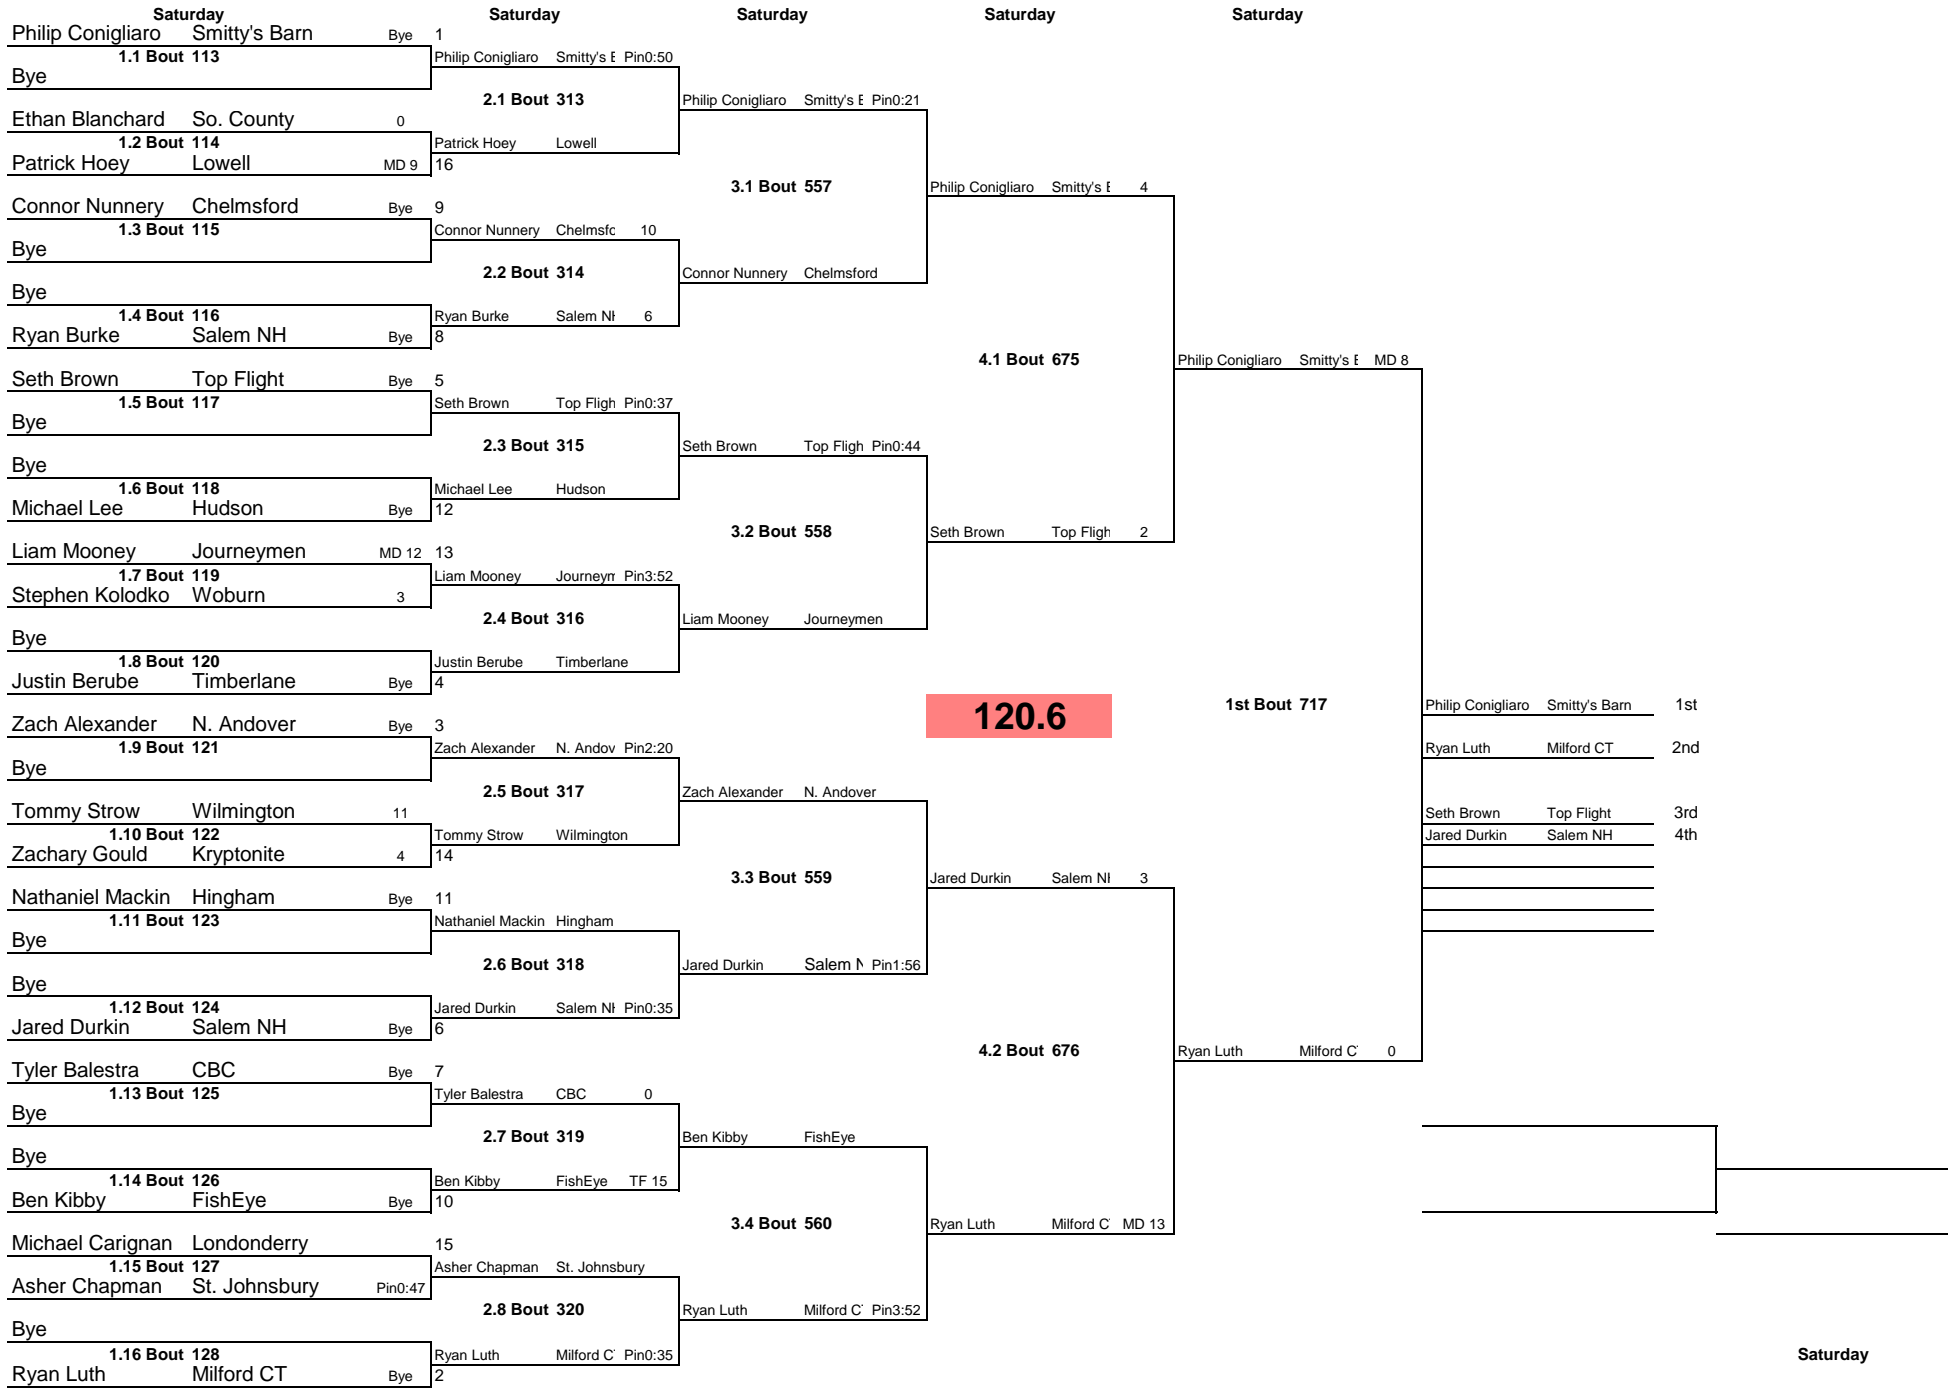 Saturday Saturday Saturday Saturday Saturday
Philip Conigliaro Smitty's Barn Bye 1
1.1 Bout 113
Bye
Ethan Blanchard So. County 0
1.2 Bout 114
Patrick Hoey Lowell MD 9 16
Connor Nunnery Chelmsford Bye 9
1.3 Bout 115
Bye
Bye
1.4 Bout 116
Ryan Burke Salem NH Bye 8
Seth Brown Top Flight Bye 5
1.5 Bout 117
Bye
Bye
1.6 Bout 118
Michael Lee Hudson Bye 12
Liam Mooney Journeymen MD 12 13
1.7 Bout 119
Stephen Kolodko Woburn 3
Bye
1.8 Bout 120
Justin Berube Timberlane Bye 4
Zach Alexander N. Andover Bye 3
1.9 Bout 121
Bye
Tommy Strow Wilmington 11
1.10 Bout 122
Zachary Gould Kryptonite 4 14
Nathaniel Mackin Hingham Bye 11
1.11 Bout 123
Bye
Bye
1.12 Bout 124
Jared Durkin Salem NH Bye 6
Tyler Balestra CBC Bye 7
1.13 Bout 125
Bye
Bye
1.14 Bout 126
Ben Kibby FishEye Bye 10
Michael Carignan Londonderry 15
1.15 Bout 127
Asher Chapman St. Johnsbury Pin0:47
Bye
1.16 Bout 128
Ryan Luth Milford CT Bye 2
Philip Conigliaro Smitty's Pin0:50
2.1 Bout 313
Patrick Hoey Lowell
Connor Nunnery Chelmsfc 10
2.2 Bout 314
Ryan Burke Salem 6
Seth Brown Top Fligh Pin0:37
2.3 Bout 315
Michael Lee Hudson
Liam Mooney Journeym Pin3:52
2.4 Bout 316
Justin Berube Timberlane
Zach Alexander N. Andov Pin2:20
2.5 Bout 317
Tommy Strow Wilmington
Nathaniel Mackin Hingham
2.6 Bout 318
Jared Durkin Salem Pin0:35
Tyler Balestra CBC 0
2.7 Bout 319
Ben Kibby FishEye TF 15
Asher Chapman St. Johnsbury
2.8 Bout 320
Ryan Luth Milford C Pin0:35
Philip Conigliaro Smitty's Pin0:21
3.1 Bout 557
Connor Nunnery Chelmsford
Seth Brown Top Fligh Pin0:44
3.2 Bout 558
Liam Mooney Journeymen
Zach Alexander N. Andover
3.3 Bout 559
Jared Durkin Salem Pin1:56
Ben Kibby FishEye
3.4 Bout 560
Ryan Luth Milford C Pin3:52
Philip Conigliaro Smitty's 4
4.1 Bout 675
Seth Brown Top Fligh 2
120.6
Jared Durkin Salem 3
4.2 Bout 676
Ryan Luth Milford C MD 13
Philip Conigliaro Smitty's MD 8
1st Bout 717
Ryan Luth Milford C 0
Philip Conigliaro Smitty's Barn 1st
Ryan Luth Milford CT 2nd
Seth Brown Top Flight 3rd
Jared Durkin Salem NH 4th
Saturday